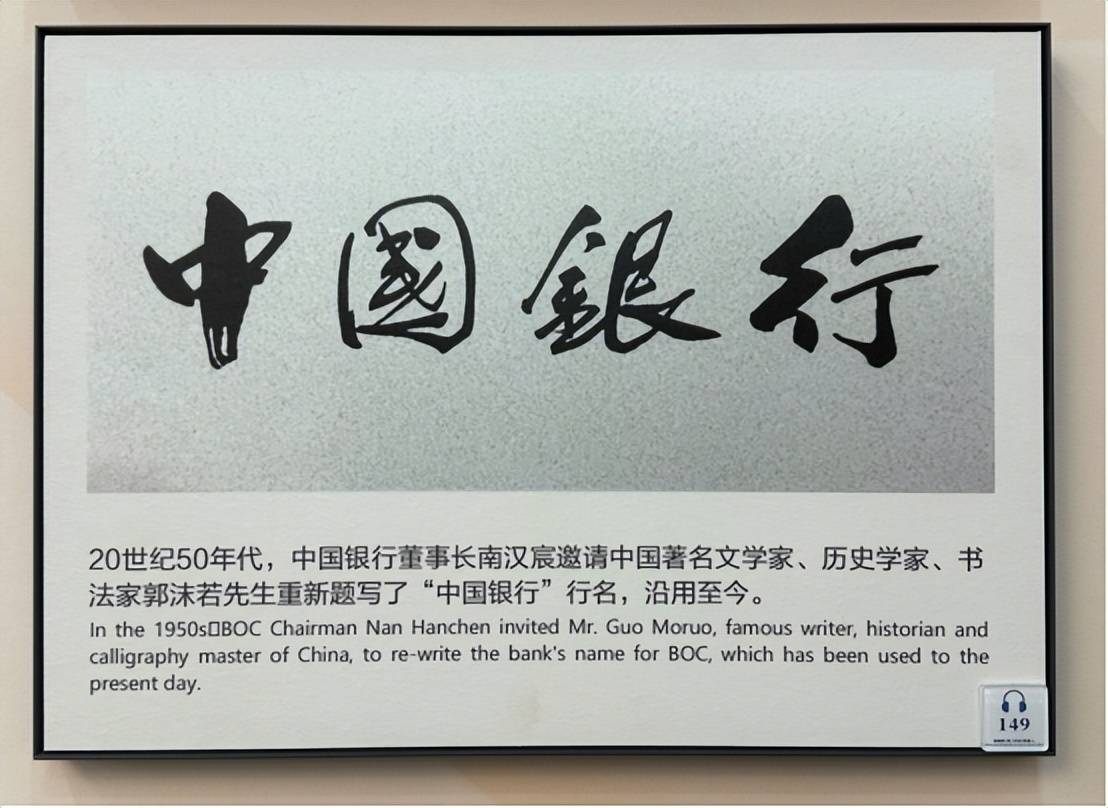 中國銀行
20世纪50年代，中国银行董事长南汉宸邀请中国著名文学家、历史学家、书
法家郭沫若先生重新题写了“中国银行”行名，沿用至今。
In the 1950s□BOC Chairman Nan Hanchen invited Mr. Guo Moruo, famous writer, historian and
calligraphy master of China, to re-write the bank's name for BOC, which has been used to the
present day.
149